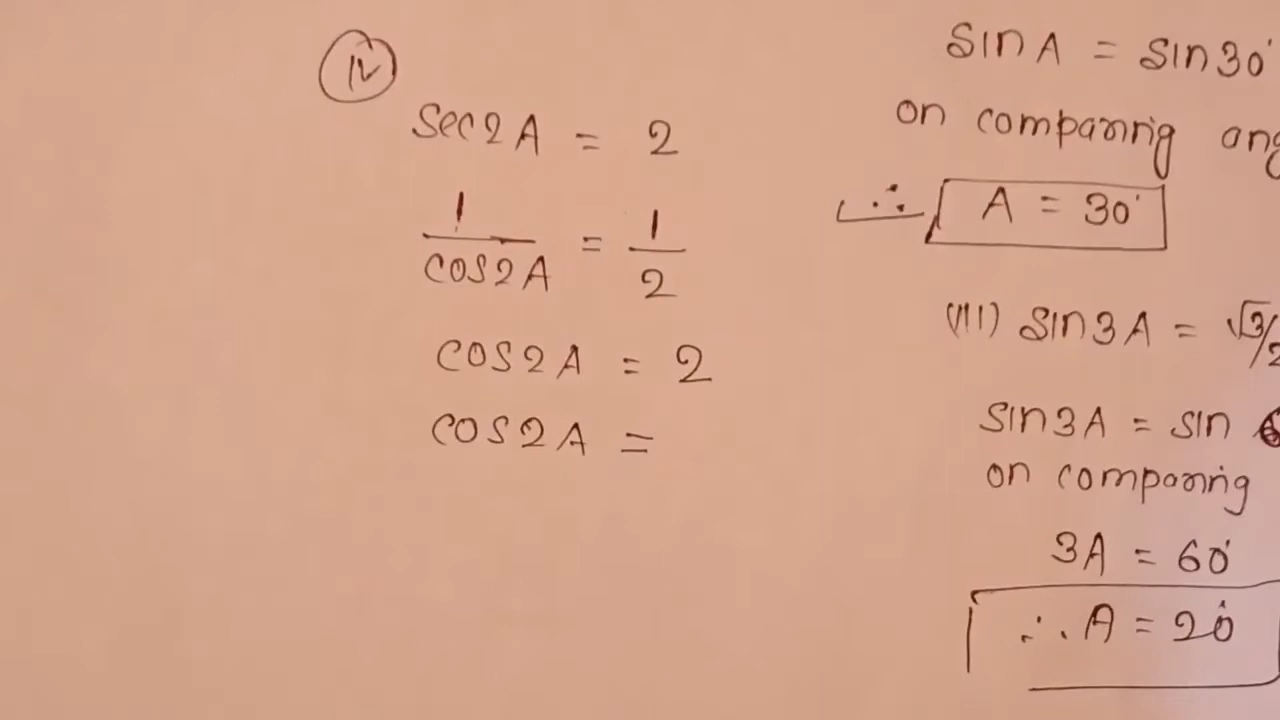 iv
sec2A = 2
1/cos2A = 1/2
cos2A = 2
cos2A =
sinA = sin30°
on comparing
∴ A = 30°
(III) sin3A = √3/2
sin3A = sin
on comparing
3A = 60°
∴ A = 20°